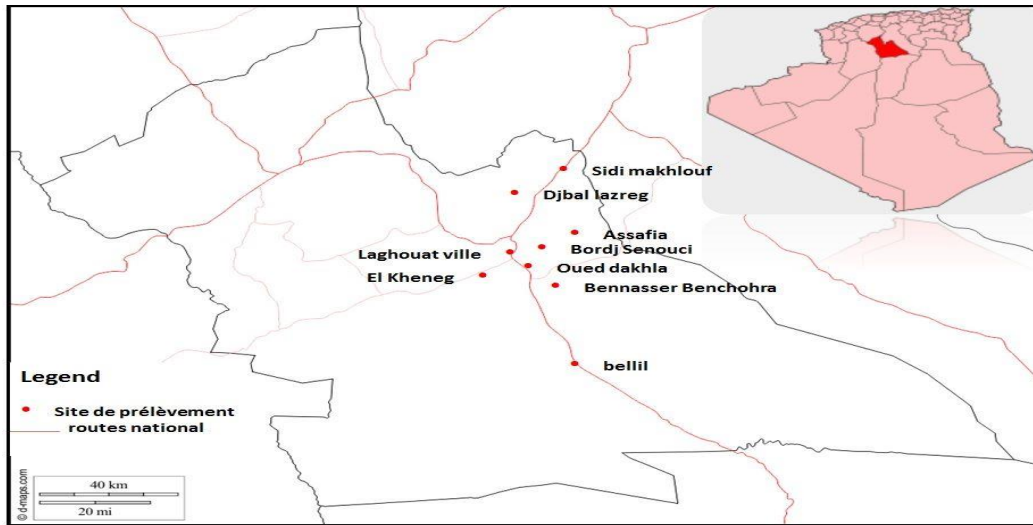 Sidi makhlouf
Djbal lazreg
Assafia
Bordj Senouci
Laghouat ville
Oued dakhla
El Kheneg
Bennasser Benchohra
bellil
Legend
Site de prélèvement
routes national
40 km
20 mi
© d-maps.com